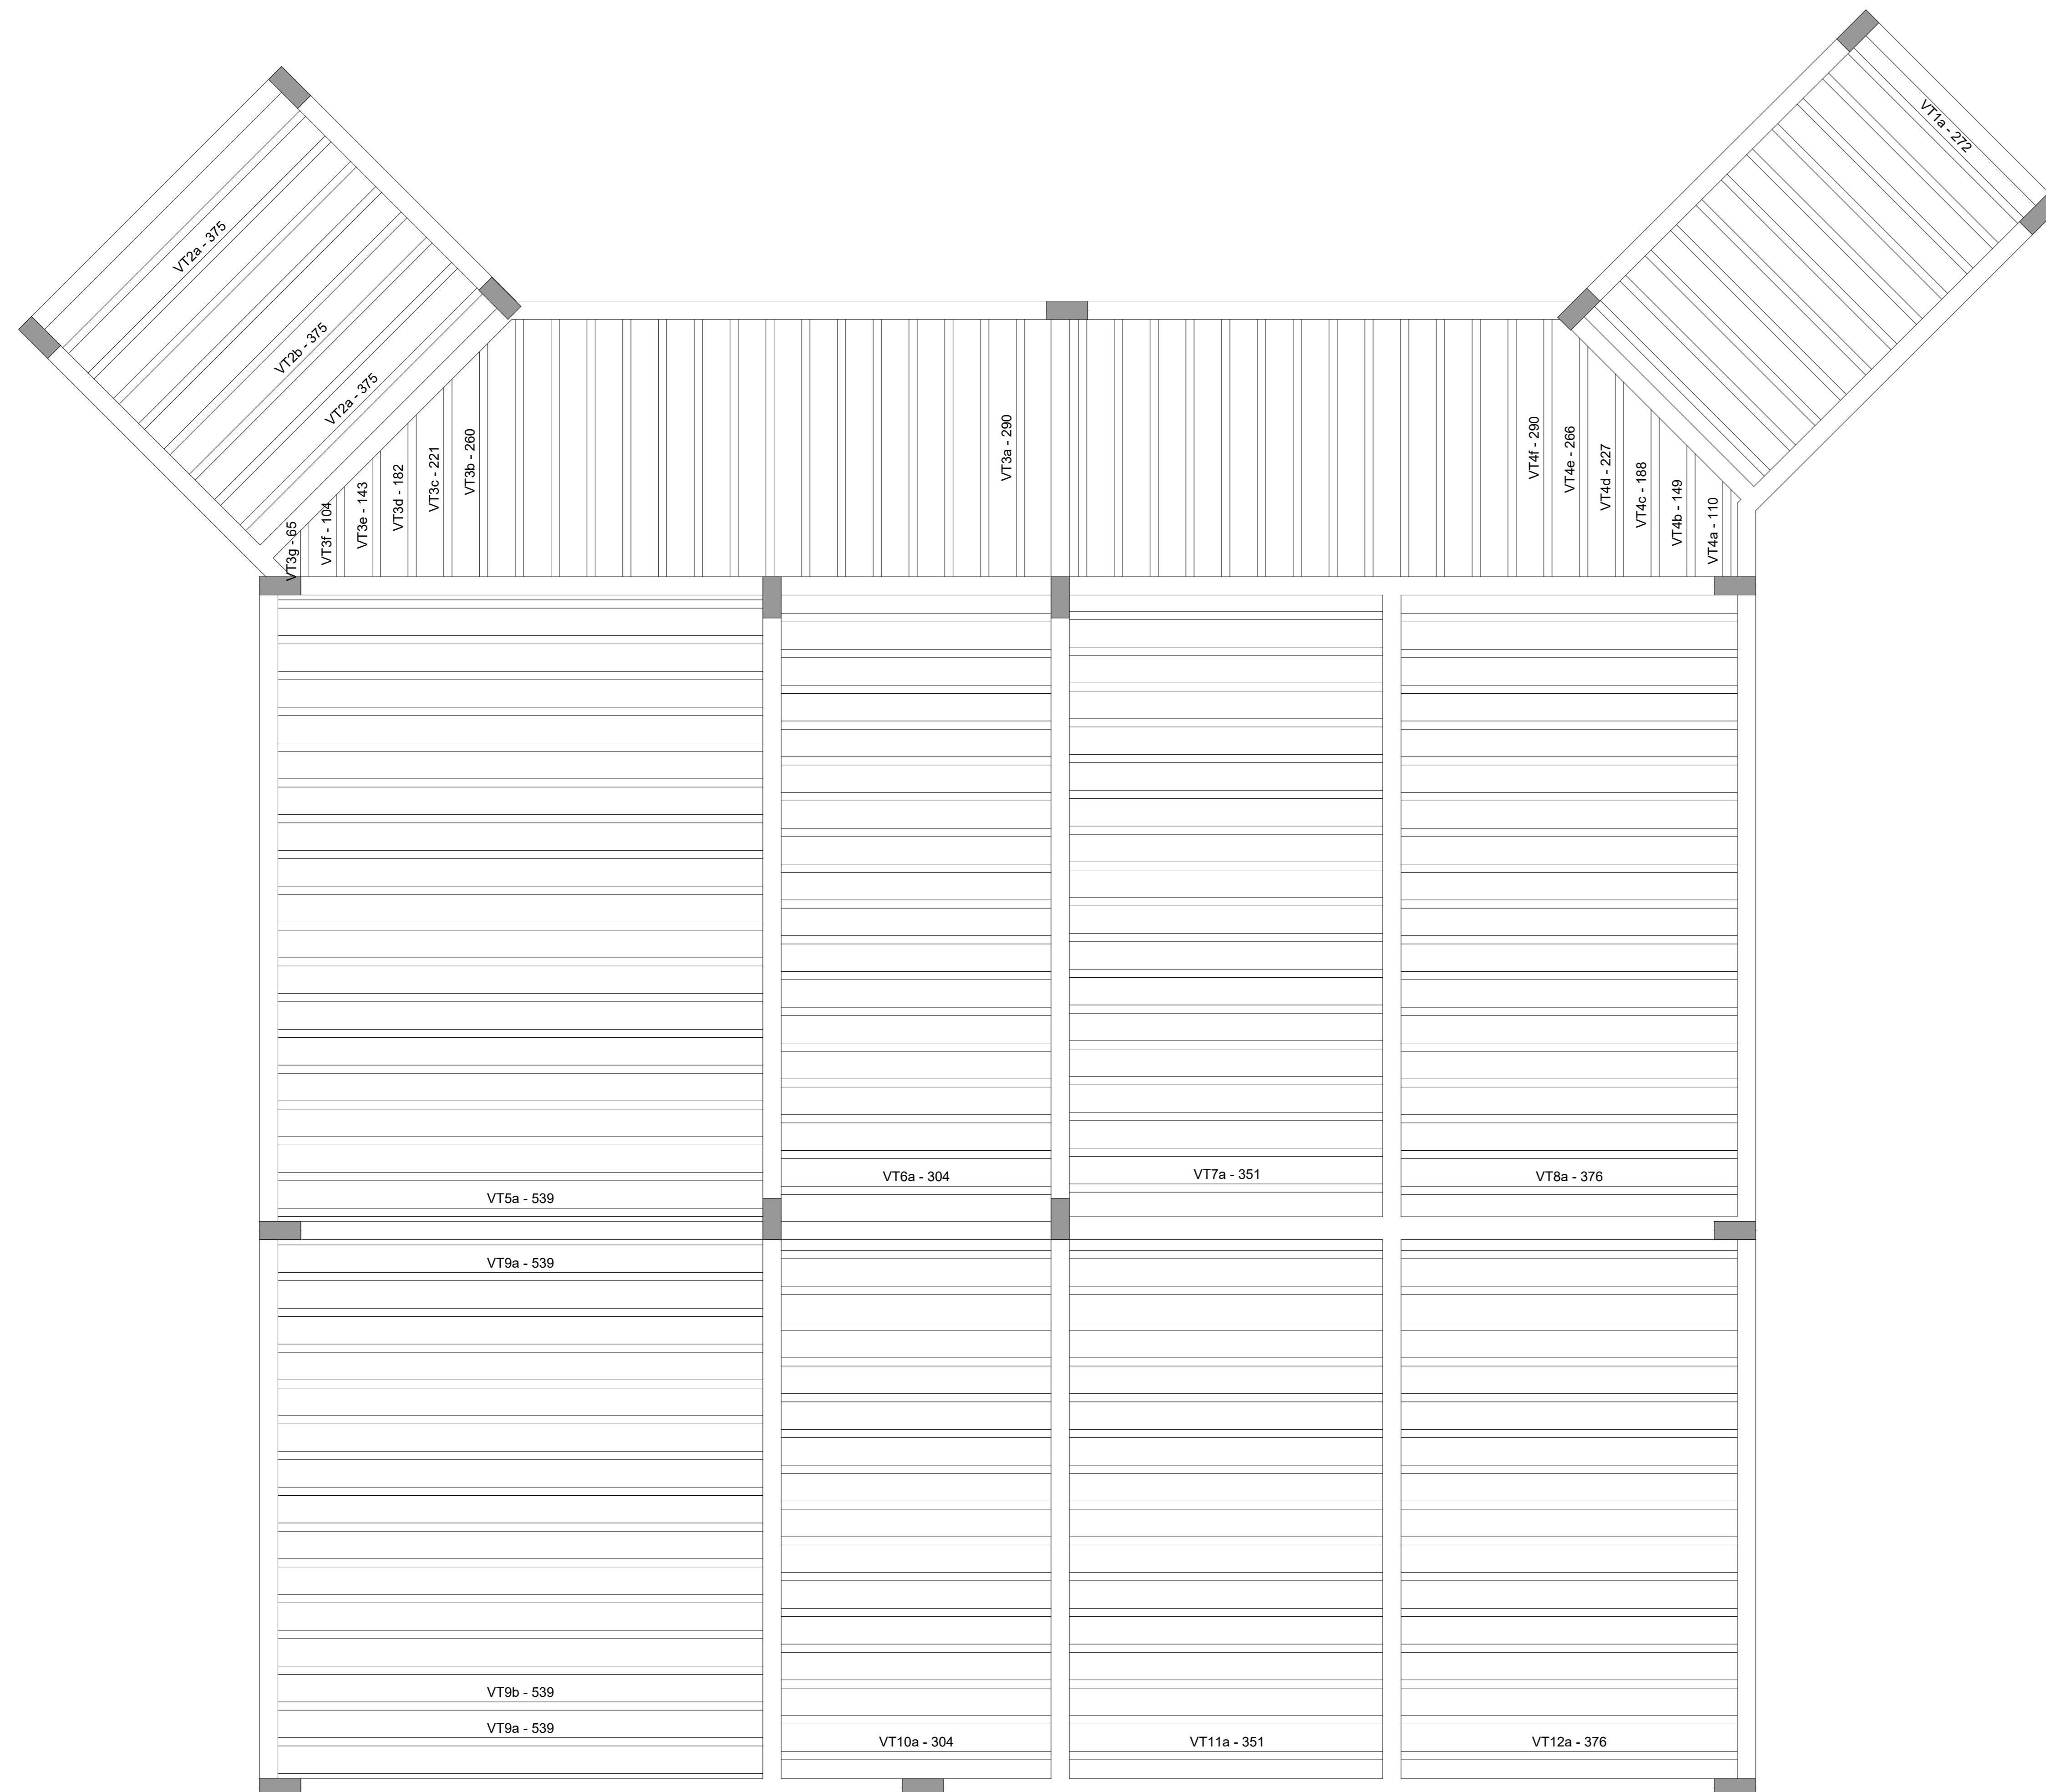 VT1a - 272
VT2a - 375
VT2b - 375
VT2a - 375
VT3g - 65
VT3f - 104
VT3e - 143
VT3d - 182
VT3c - 221
VT3b - 260
VT3a - 290
VT4f - 290
VT4e - 266
VT4d - 227
VT4c - 188
VT4b - 149
VT4a - 110
VT5a - 539
VT6a - 304
VT7a - 351
VT8a - 376
VT9a - 539
VT9b - 539
VT9a - 539
VT10a - 304
VT11a - 351
VT12a - 376